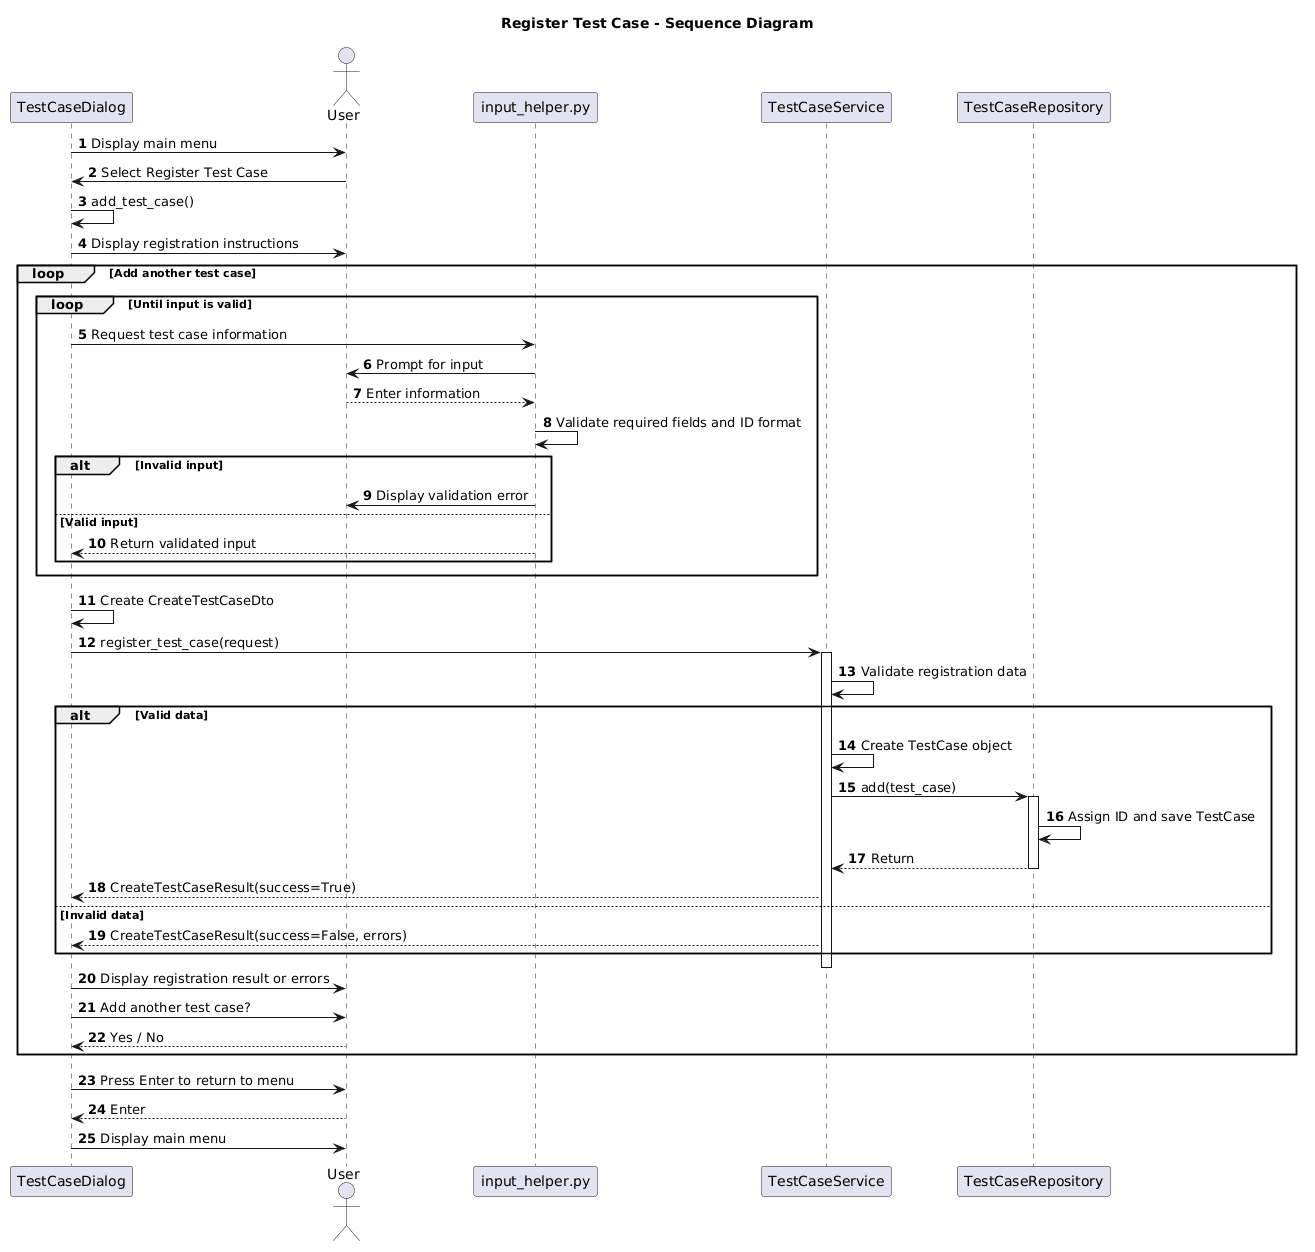 Register Test Case - Sequence Diagram
TestCaseDialog
User
input_helper.py
TestCaseService
TestCaseRepository
1 Display main menu
2 Select Register Test Case
3 add_test_case()
4 Display registration instructions
loop [Add another test case]
loop [Until input is valid]
5 Request test case information
6 Prompt for input
7 Enter information
8 Validate required fields and ID format
alt [Invalid input]
9 Display validation error
[Valid input]
10 Return validated input
11 Create CreateTestCaseDto
12 register_test_case(request)
13 Validate registration data
alt [Valid data]
14 Create TestCase object
15 add(test_case)
16 Assign ID and save TestCase
17 Return
18 CreateTestCaseResult(success=True)
[Invalid data]
19 CreateTestCaseResult(success=False, errors)
20 Display registration result or errors
21 Add another test case?
22 Yes / No
23 Press Enter to return to menu
24 Enter
25 Display main menu
TestCaseDialog
User
input_helper.py
TestCaseService
TestCaseRepository